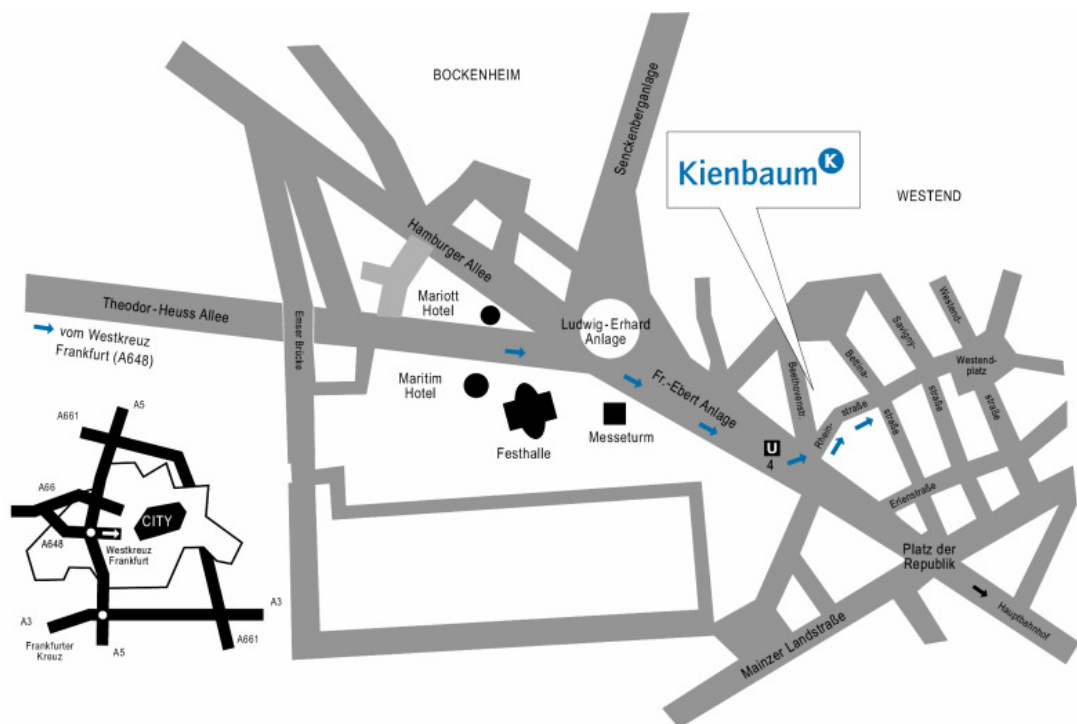 BOCKENHEIM
Senckenberganlage
Kienbaum K
WESTEND
Hamburger Allee
Theodor-Heuss Allee
vom Westkreuz
Frankfurt (A648)
Emser Brücke
Mariott
Hotel
Ludwig-Erhard
Anlage
Maritim
Hotel
Festhalle
Messeturm
Fr.-Ebert Anlage
U
4
Beethovenstr.
Rhein-
straße
Bettina-
straße
Savigny-
straße
Westend-
Westend-
platz
straße
Erlenstraße
Platz der
Republik
Hauptbahnhof
Mainzer Landstraße
A5
A661
A66
CITY
A648
Westkreuz
Frankfurt
A3
A3
Frankfurter
Kreuz
A5
A661